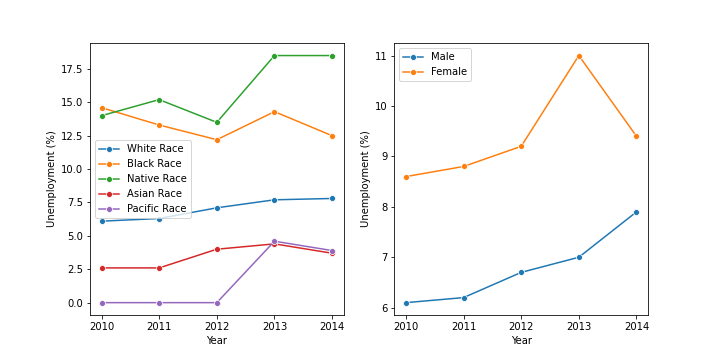 17.5
15.0
12.5
10.0
7.5
5.0
2.5
0.0
Unemployment (%)
White Race
Black Race
Native Race
Asian Race
Pacific Race
2010 2011 2012 2013 2014
Year
11
10
9
8
7
6
Unemployment (%)
Male
Female
2010 2011 2012 2013 2014
Year